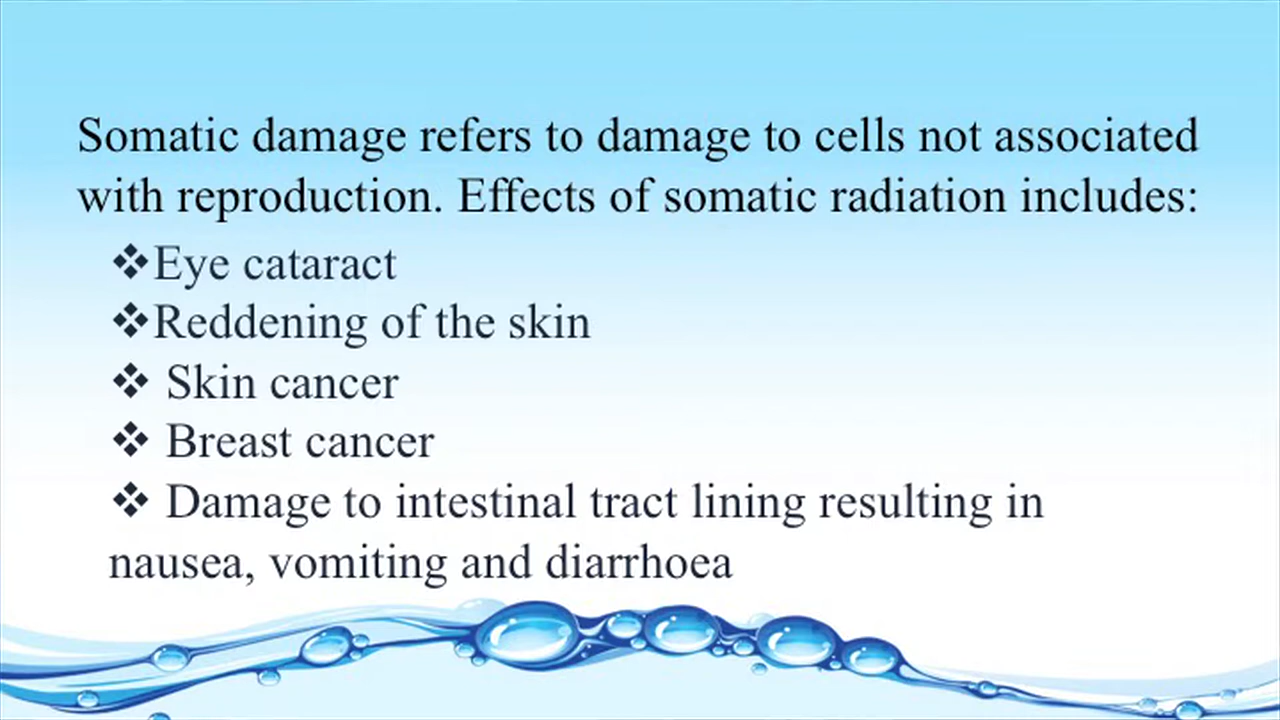 Somatic damage refers to damage to cells not associated
with reproduction. Effects of somatic radiation includes:
❖Eye cataract
❖Reddening of the skin
❖ Skin cancer
❖ Breast cancer
❖ Damage to intestinal tract lining resulting in
nausea, vomiting and diarrhoea